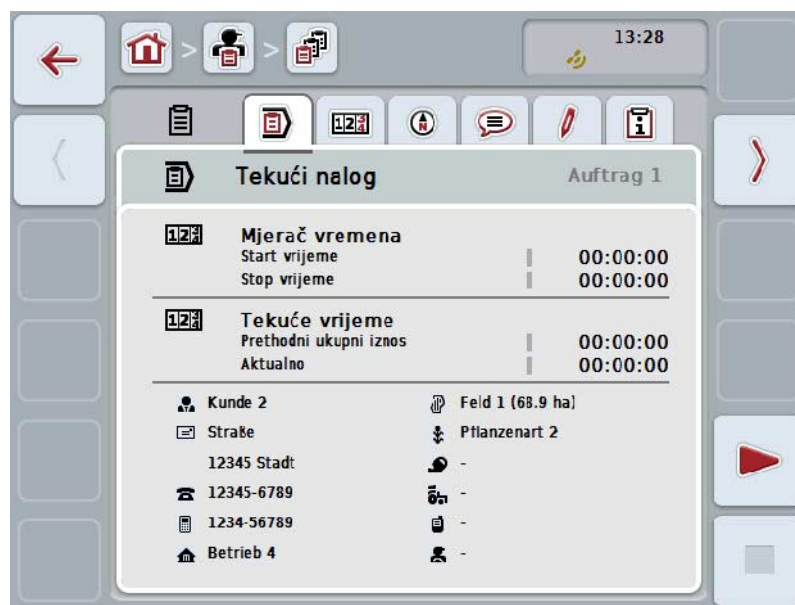 13:28
Tekući nalog Auftrag 1
Mjerač vremena
Start vrijeme 00:00:00
Stop vrijeme 00:00:00
Tekuće vrijeme
Prethodni ukupni iznos 00:00:00
Aktualno 00:00:00
Kunde 2 Feld 1 (68.9 ha)
Straße Pflanzenart 2
12345 Stadt -
12345-6789 -
1234-56789 -
Betrieb 4 -